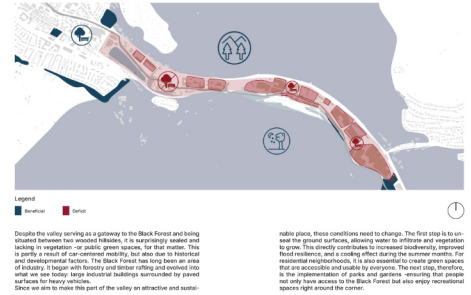 Legend
Beneficial
Deficit
Despite the valley serving as a gateway to the Black Forest and being
situated between two wooded hillsides, it is surprisingly sealed and
lacking in vegetation -or public green spaces, for that matter. This
is partly a result of car-centered mobility, but also due to historical
and developmental factors. The Black Forest has long been an area
of industry. It began with forestry and timber rafting and evolved into
what we see today: large industrial buildings surrounded by paved
surfaces for heavy vehicles.
Since we aim to make this part of the valley an attractive and sustai-
nable place, these conditions need to change. The first step is to un-
seal the ground surfaces, allowing water to infiltrate and vegetation
to grow. This directly contributes to increased biodiversity, improved
flood resilience, and a cooling effect during the summer months. For
residential neighborhoods, it is also essential to create green spaces
that are accessible and usable by everyone. The next step, therefore,
is the implementation of parks and gardens -ensuring that people
not only have access to the Black Forest but also enjoy recreational
spaces right around the corner.